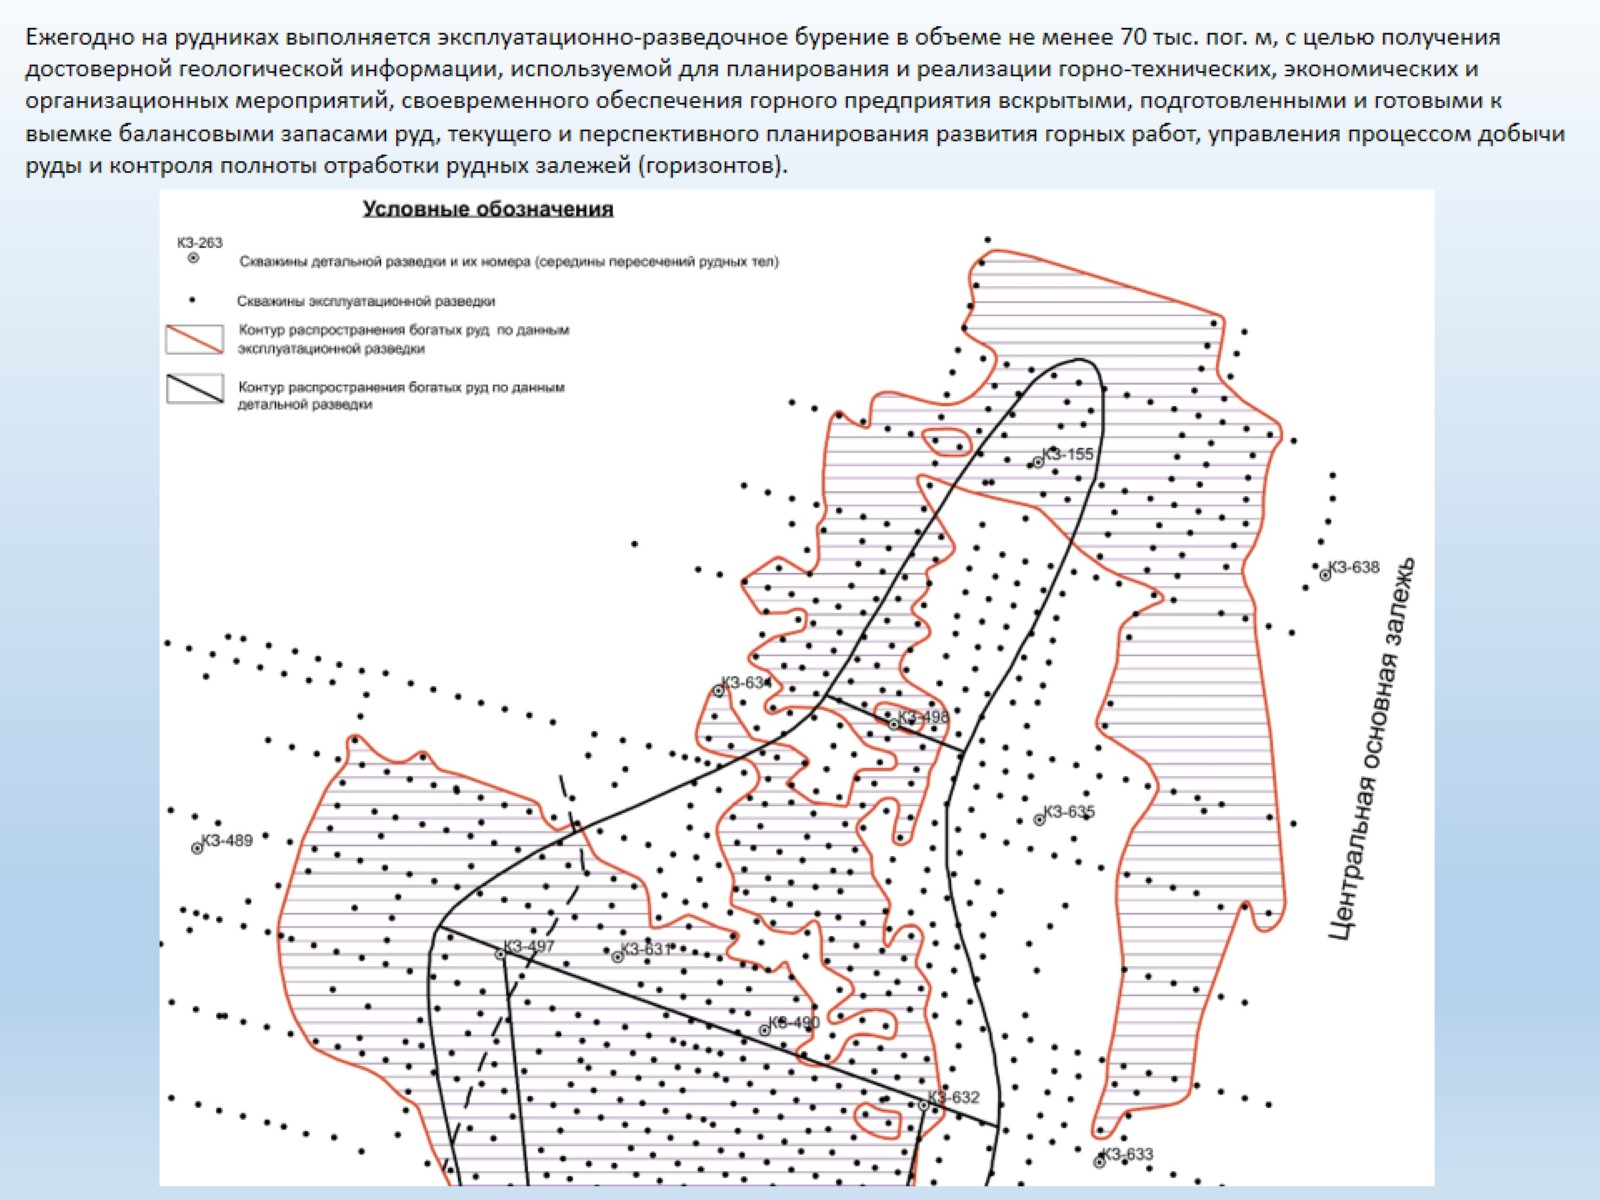 Ежегодно на рудниках выполняется эксплуатационно-разведочное бурение в объеме не менее 70 тыс. пог. м, с целью получения
достоверной геологической информации, используемой для планирования и реализации горно-технических, экономических и
организационных мероприятий, своевременного обеспечения горного предприятия вскрытыми, подготовленными и готовыми к
выемке балансовыми запасами руд, текущего и перспективного планирования развития горных работ, управления процессом добычи
руды и контроля полноты отработки рудных залежей (горизонтов).
Условные обозначения
КЗ-263
Скважины детальной разведки и их номера (середины пересечений рудных тел)
Скважины эксплуатационной разведки
Контур распространения богатых руд по данным
эксплуатационной разведки
Контур распространения богатых руд по данным
детальной разведки
КЗ-155
КЗ-638
Центральная основная залежь
КЗ-634
КЗ-498
КЗ-635
КЗ-489
КЗ-497
КЗ-631
КЗ-490
КЗ-632
КЗ-633